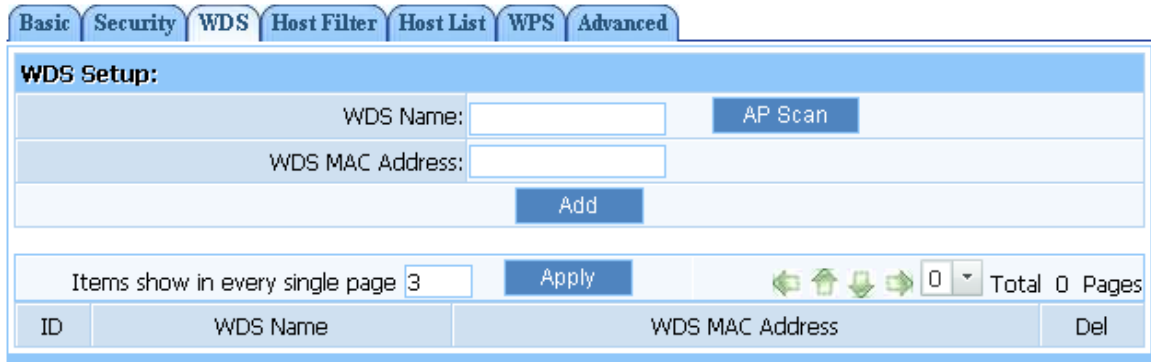 Basic Security WDS Host Filter Host List WPS Advanced
WDS Setup:
WDS Name: AP Scan
WDS MAC Address:
Add
Items show in every single page 3 Apply 0 Total 0 Pages
ID WDS Name WDS MAC Address Del